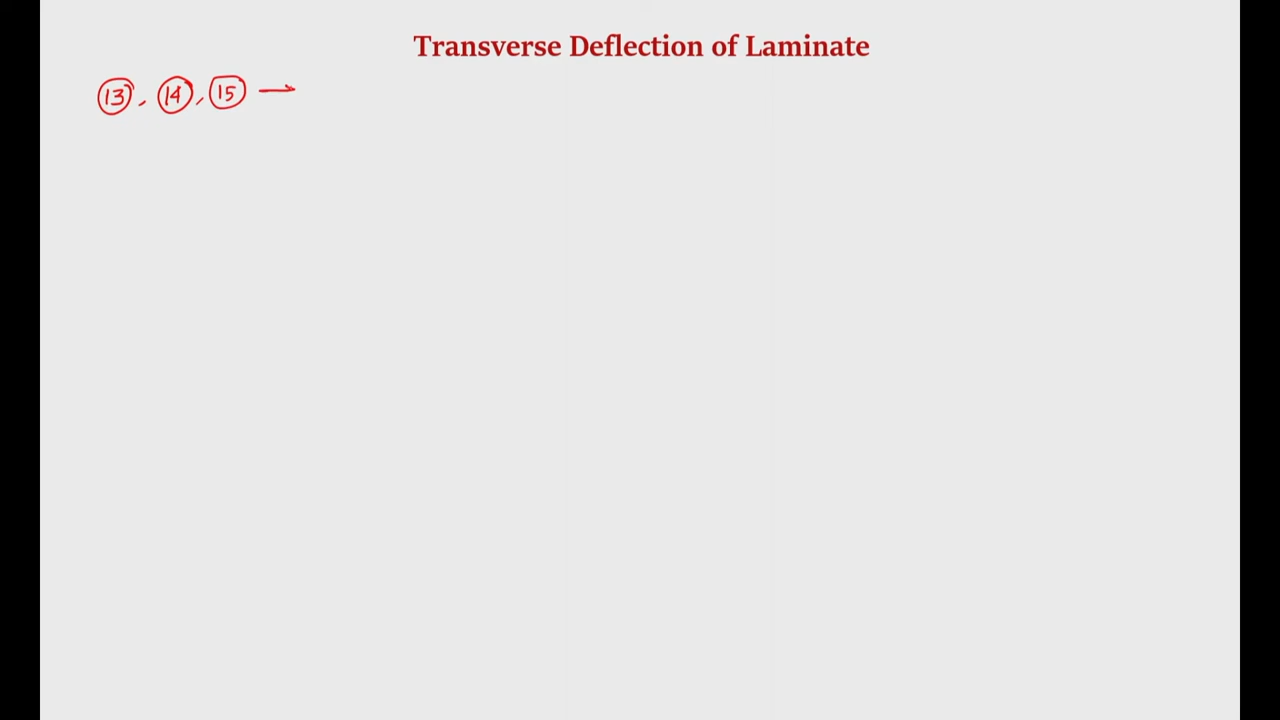 Transverse Deflection of Laminate
13, 14, 15 →